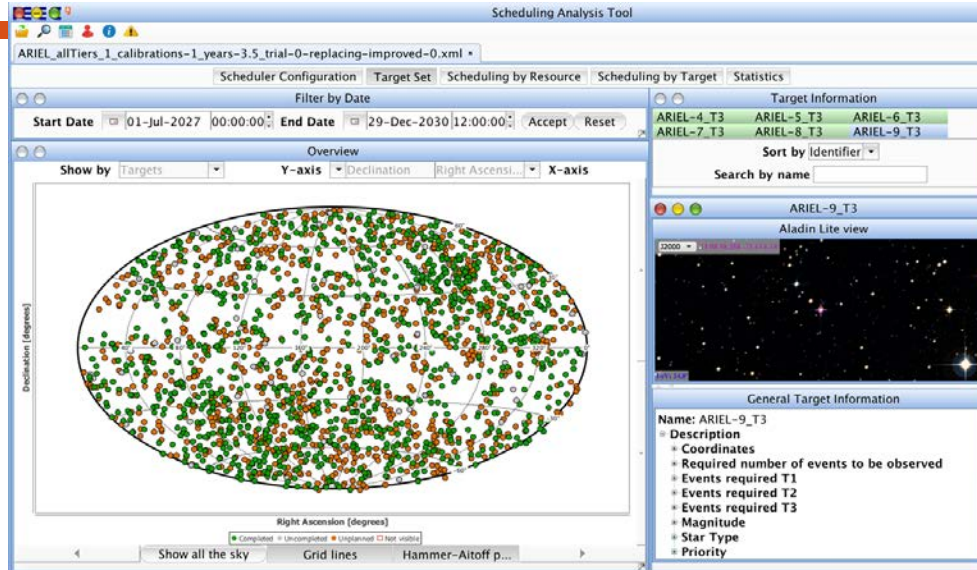 Scheduling Analysis Tool
ARIEL_allTiers_1_calibrations-1_years-3.5_trial-0-replacing-improved-0.xml
Scheduler Configuration Target Set Scheduling by Resource Scheduling by Target Statistics
Filter by Date
Start Date 01-Jul-2027 00:00:00 End Date 29-Dec-2030 12:00:00 Accept Reset
Overview
Show by Targets Y-axis Declination Right Ascensi... X-axis
Declination [degrees]
Right Ascension [degrees]
Completed Uncompleted Unplanned Not visible
Show all the sky Grid lines Hammer-Aitoff p...
Target Information
ARIEL-4_T3 ARIEL-5_T3 ARIEL-6_T3
ARIEL-7_T3 ARIEL-8_T3 ARIEL-9_T3
Sort by Identifier
Search by name
ARIEL-9_T3
Aladin Lite view
J2000
General Target Information
Name: ARIEL-9_T3
Description
Coordinates
Required number of events to be observed
Events required T1
Events required T2
Events required T3
Magnitude
Star Type
Priority